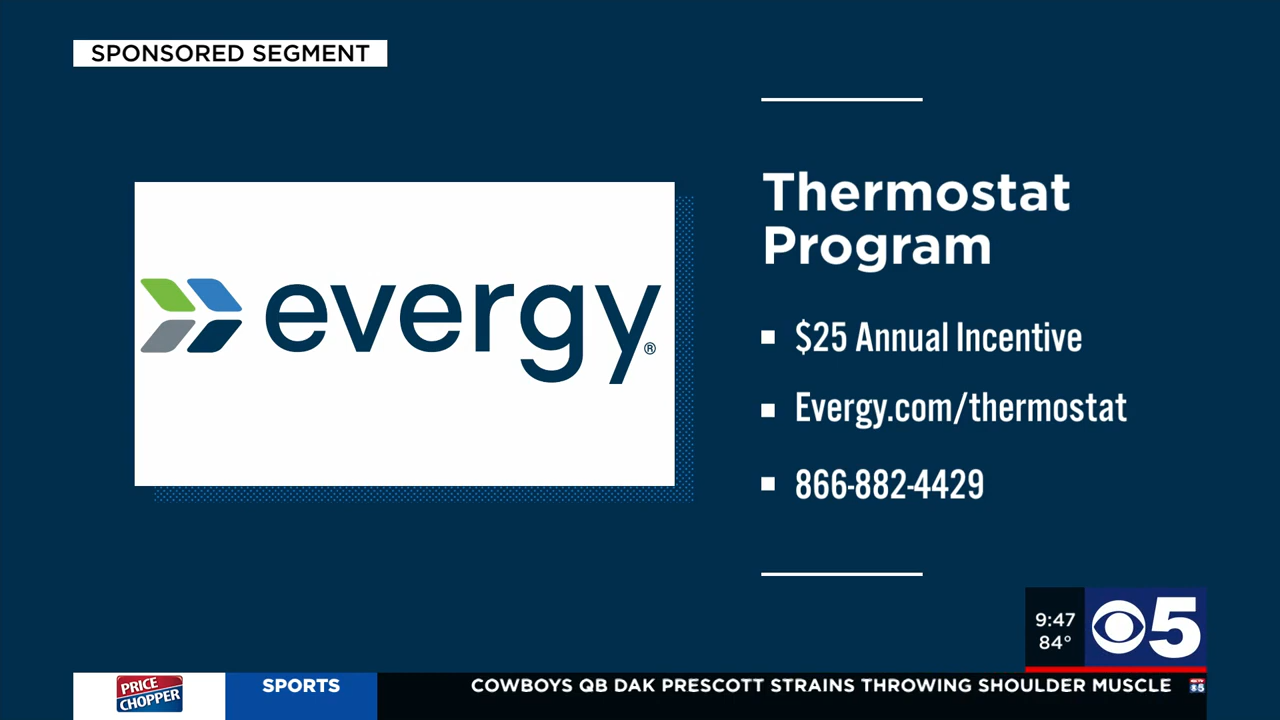 SPONSORED SEGMENT
evergy®
Thermostat
Program
$25 Annual Incentive
Evergy.com/thermostat
866-882-4429
9:47
84°
5
PRICE
CHOPPER
SPORTS
COWBOYS QB DAK PRESCOTT STRAINS THROWING SHOULDER MUSCLE